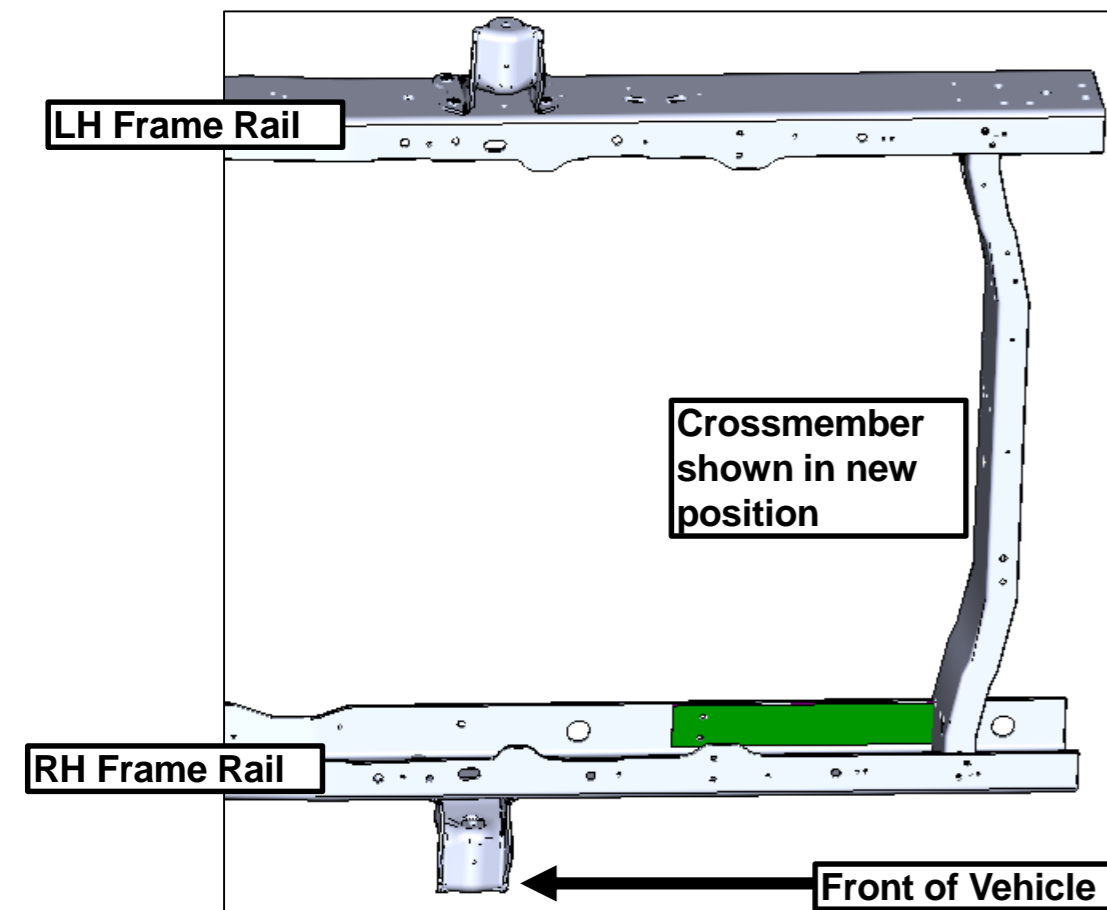 LH Frame Rail
Crossmember
shown in new
position
RH Frame Rail
Front of Vehicle